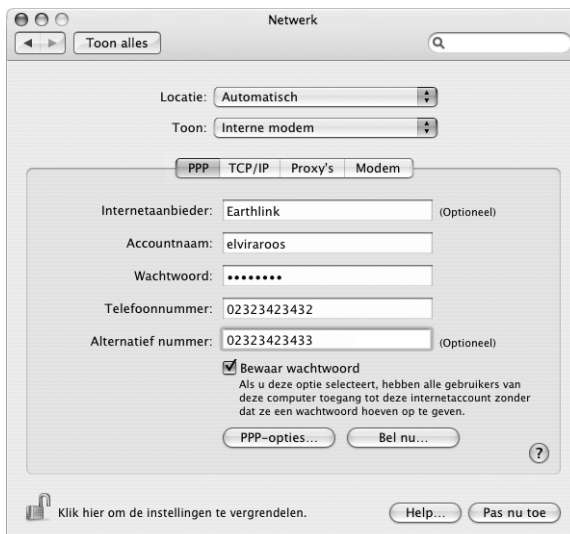 Netwerk
Toon alles
Locatie: Automatisch
Toon: Interne modem
PPP TCP/IP Proxy's Modem
Internetaanbieder: Earthlink (Optioneel)
Accountnaam: elviraroos
Wachtwoord: ••••••••
Telefoonnummer: 02323423432
Alternatief nummer: 02323423433 (Optioneel)
Bewaar wachtwoord
Als u deze optie selecteert, hebben alle gebruikers van
deze computer toegang tot deze internetaccount zonder
dat ze een wachtwoord hoeven op te geven.
PPP-opties... Bel nu...
?
Klik hier om de instellingen te vergrendelen. Help... Pas nu toe